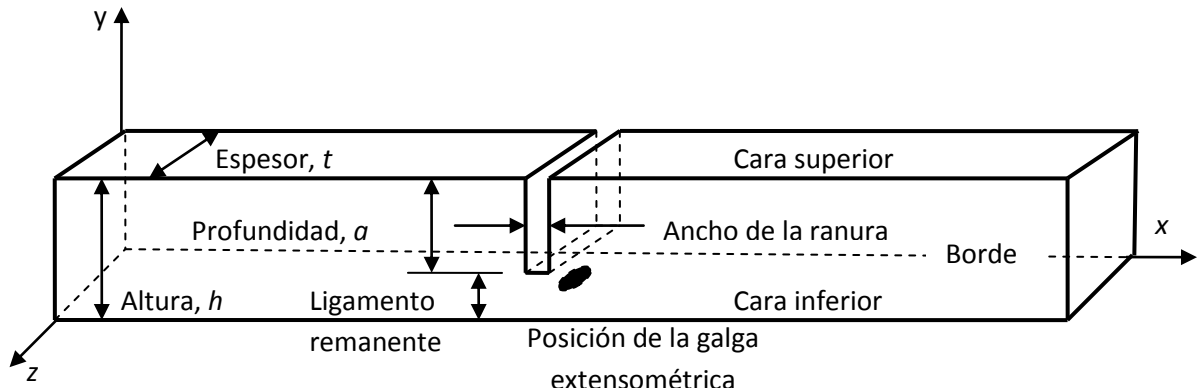 y
Espesor, t
Cara superior
Profundidad, a
Ancho de la ranura
x
Borde
Altura, h
Ligamento
remanente
Cara inferior
Posición de la galga
extensométrica
z